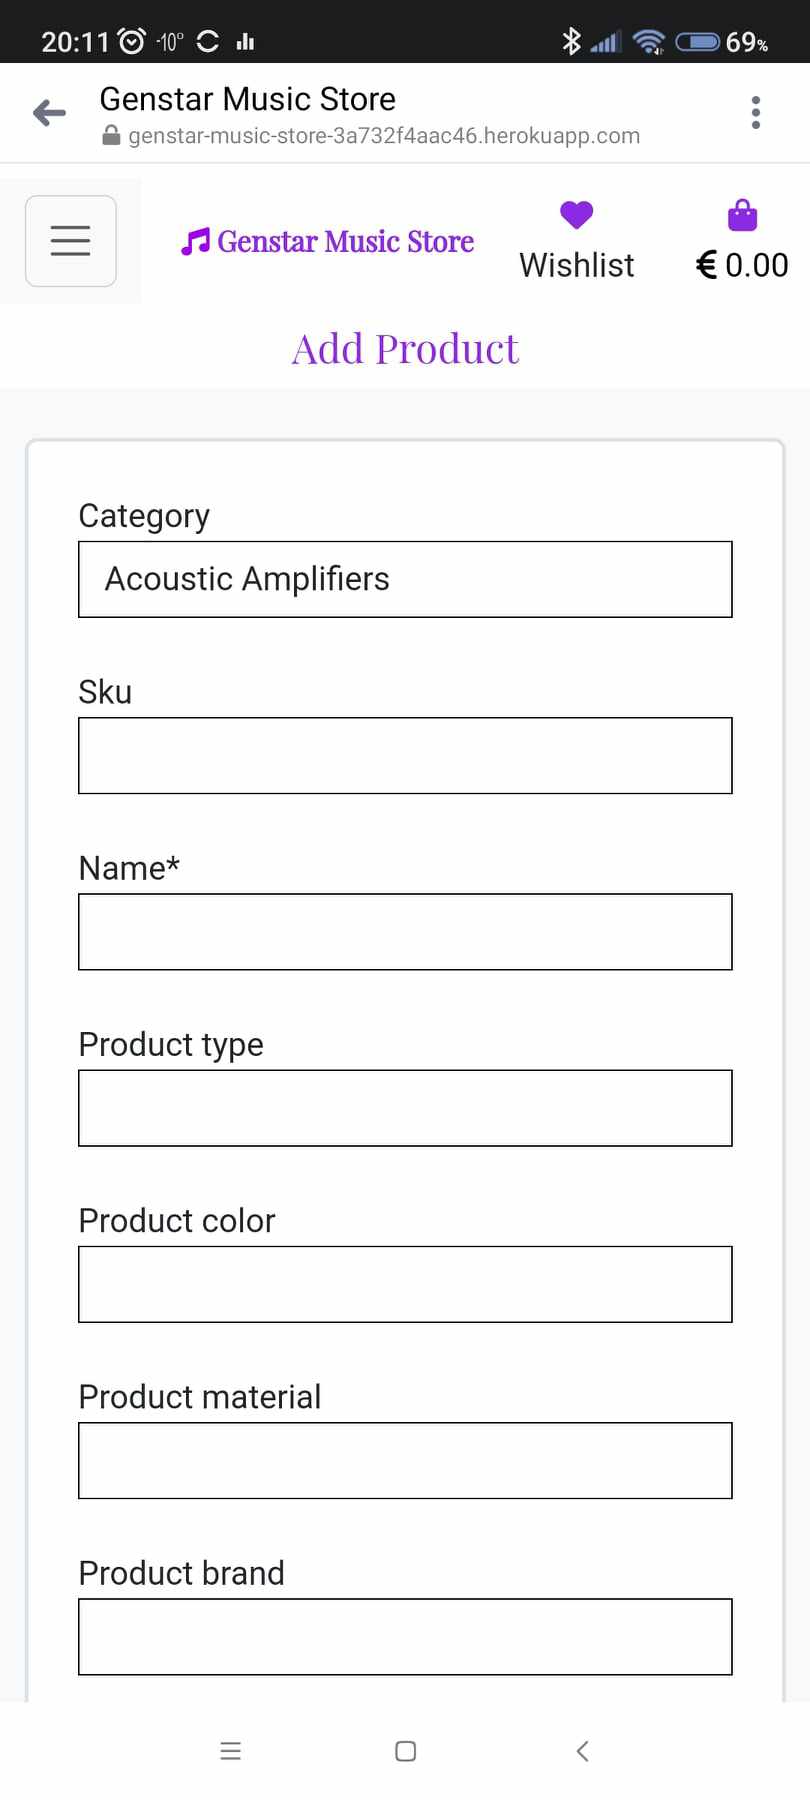 20:11 -10° 69%
Genstar Music Store
genstar-music-store-3a732f4aac46.herokuapp.com
Genstar Music Store
Wishlist
€ 0.00
Add Product
Category
Acoustic Amplifiers
Sku
Name*
Product type
Product color
Product material
Product brand